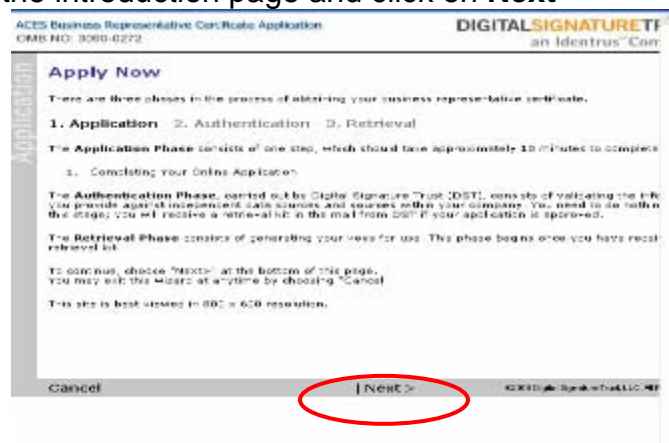 the introduction page and click on Next
ACES Business Representative Certificate Application
OMB NO: 3090-0272
DIGITALSIGNATURETR
an Identrus™ Com
Application
Apply Now
There are three phases in the process of obtaining your business representative certificate.
1. Application 2. Authentication 3. Retrieval
The Application Phase consists of one step, which should take approximately 10 minutes to complete
1. Completing your Online Application
The Authentication Phase, carried out by Digital Signature Trust (DST), consists of validating the info
you provide against independent data sources and sources within your company. You need to do nothin
this stage; you will receive a retrieval kit in the mail from DST if your application is approved.
The Retrieval Phase consists of generating your keys for use. This phase begins once you have recei
retrieval kit.
To continue, choose "Next>" at the bottom of this page.
You may exit this wizard at anytime by choosing "Cancel
This site is best viewed in 800 x 600 resolution.
Cancel | Next >
Digital Signature Trust, LLC.